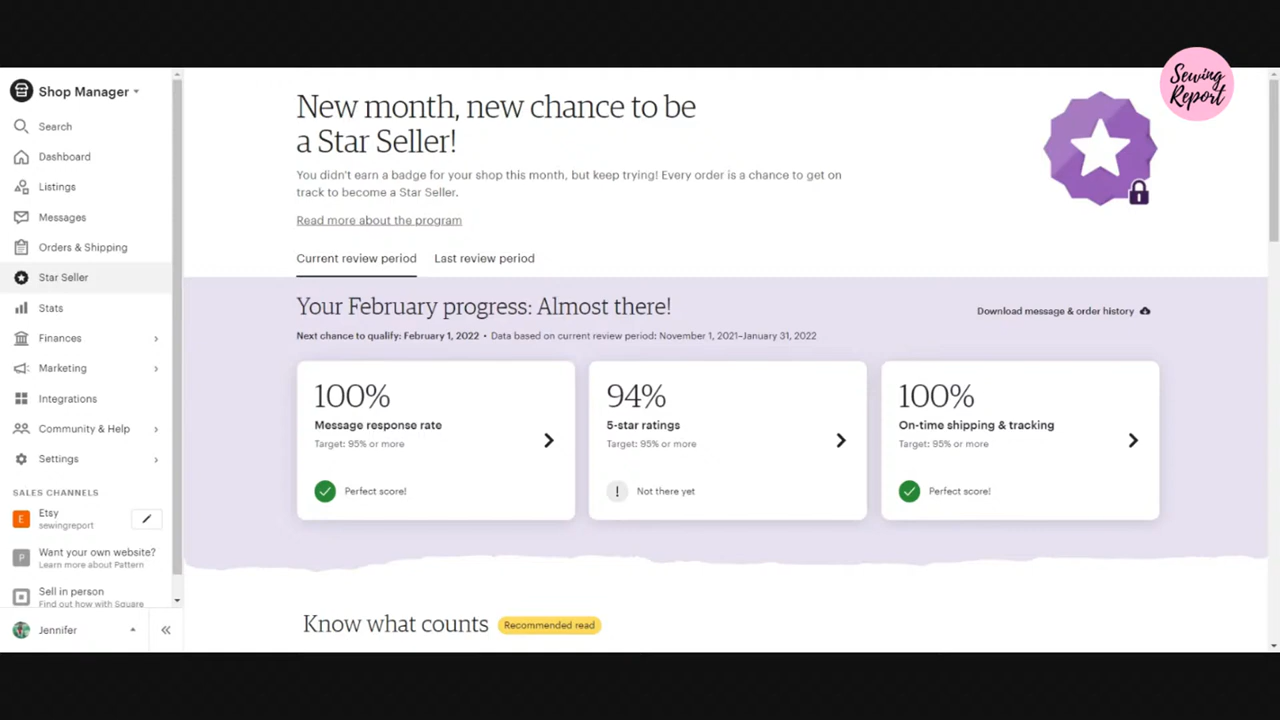 Sewing
Report
Shop Manager
Search
Dashboard
Listings
Messages
Orders & Shipping
Star Seller
Stats
Finances
Marketing
Integrations
Community & Help
Settings
SALES CHANNELS
E
Etsy
sewingreport
P
Want your own website?
Learn more about Pattern
Sell in person
Find out how with Square
Jennifer
New month, new chance to be
a Star Seller!
You didn't earn a badge for your shop this month, but keep trying! Every order is a chance to get on
track to become a Star Seller.
Read more about the program
Current review period
Last review period
Your February progress: Almost there!
Download message & order history
Next chance to qualify: February 1, 2022 • Data based on current review period: November 1, 2021–January 31, 2022
100%
Message response rate
Target: 95% or more
Perfect score!
94%
5-star ratings
Target: 95% or more
! Not there yet
100%
On-time shipping & tracking
Target: 95% or more
Perfect score!
Know what counts
Recommended read